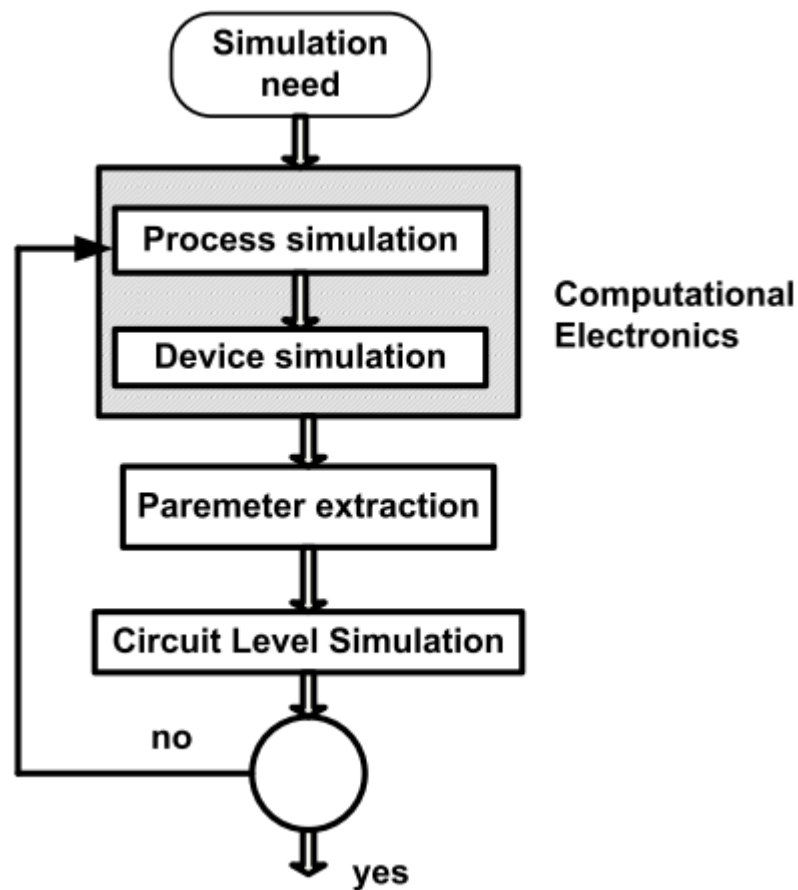 Simulation
need
Process simulation
Computational
Electronics
Device simulation
Paremeter extraction
Circuit Level Simulation
no
yes